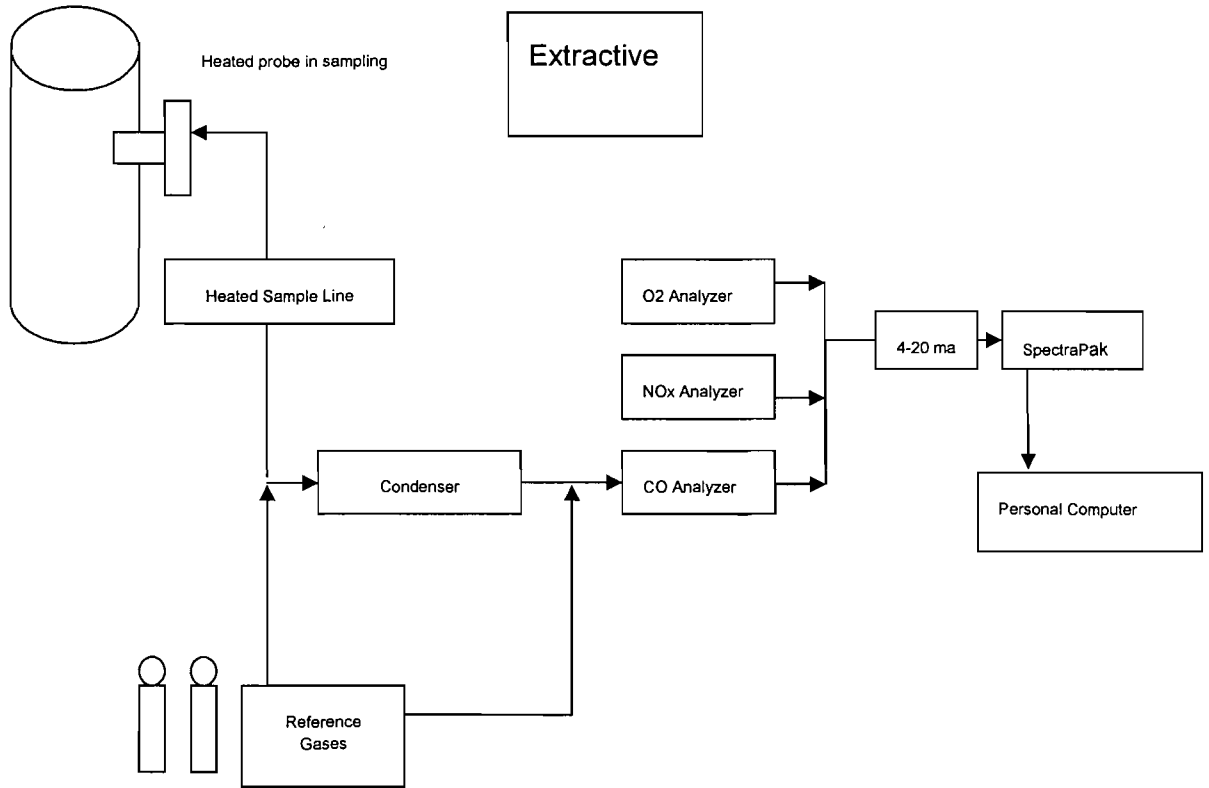 Heated probe in sampling
Extractive
Heated Sample Line
O2 Analyzer
4-20 ma
SpectraPak
NOx Analyzer
Condenser
CO Analyzer
Personal Computer
Reference
Gases